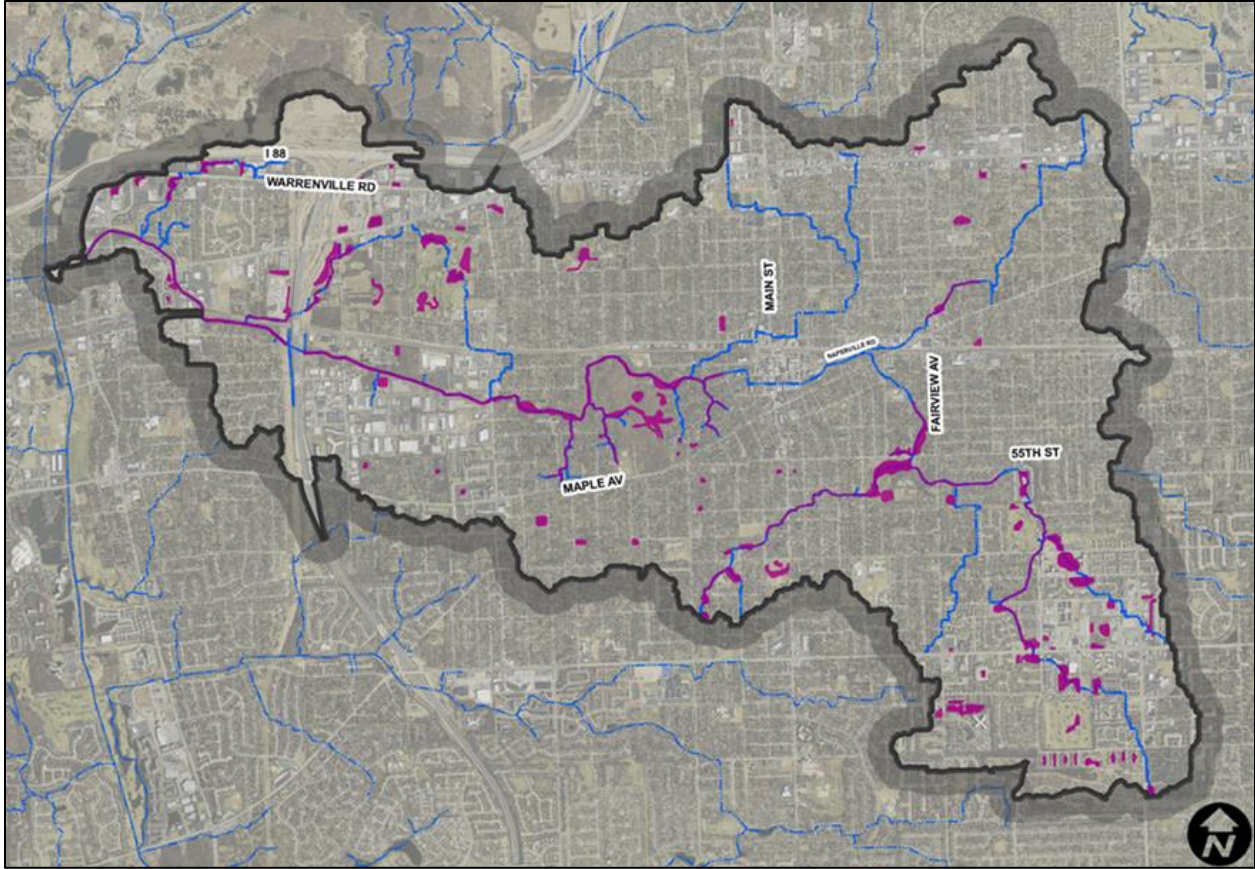 I 88
WARRENVILLE RD
MAIN ST
NAPERVILLE RD
FAIRVIEW AV
55TH ST
MAPLE AV
N